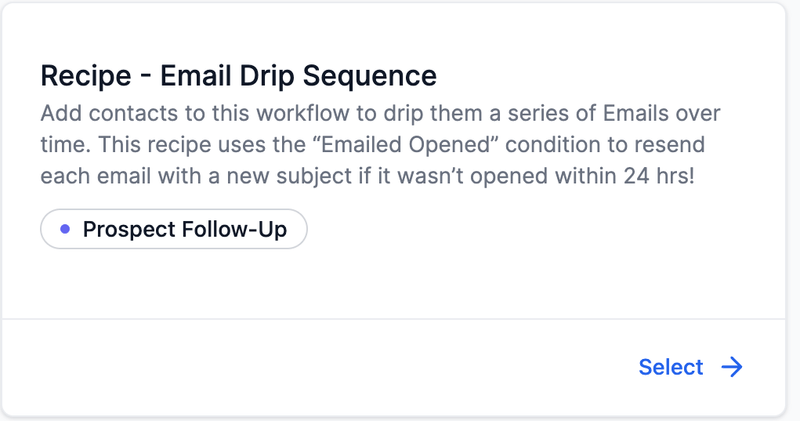 Recipe - Email Drip Sequence
Add contacts to this workflow to drip them a series of Emails over
time. This recipe uses the “Emailed Opened” condition to resend
each email with a new subject if it wasn’t opened within 24 hrs!
Prospect Follow-Up
Select